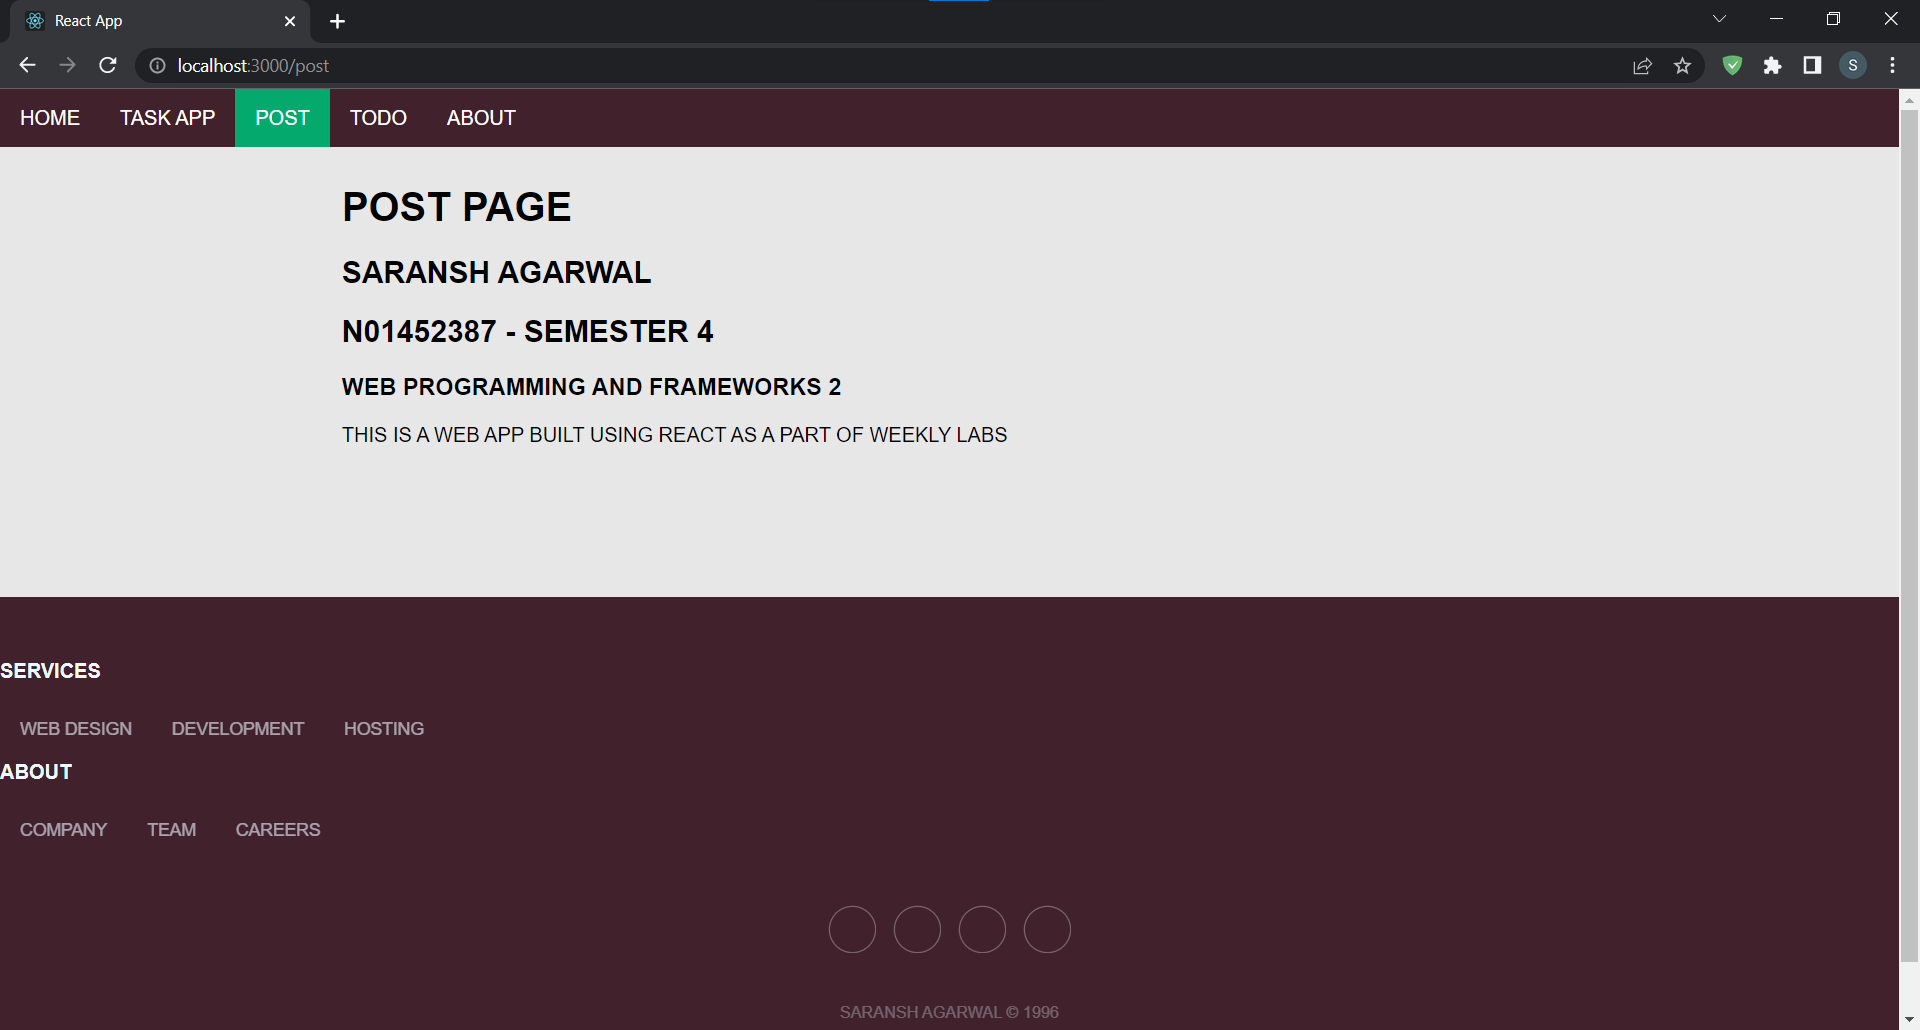 React App
localhost:3000/post
S
HOME TASK APP POST TODO ABOUT
POST PAGE
SARANSH AGARWAL
N01452387 - SEMESTER 4
WEB PROGRAMMING AND FRAMEWORKS 2
THIS IS A WEB APP BUILT USING REACT AS A PART OF WEEKLY LABS
SERVICES
WEB DESIGN DEVELOPMENT HOSTING
ABOUT
COMPANY TEAM CAREERS
SARANSH AGARWAL © 1996